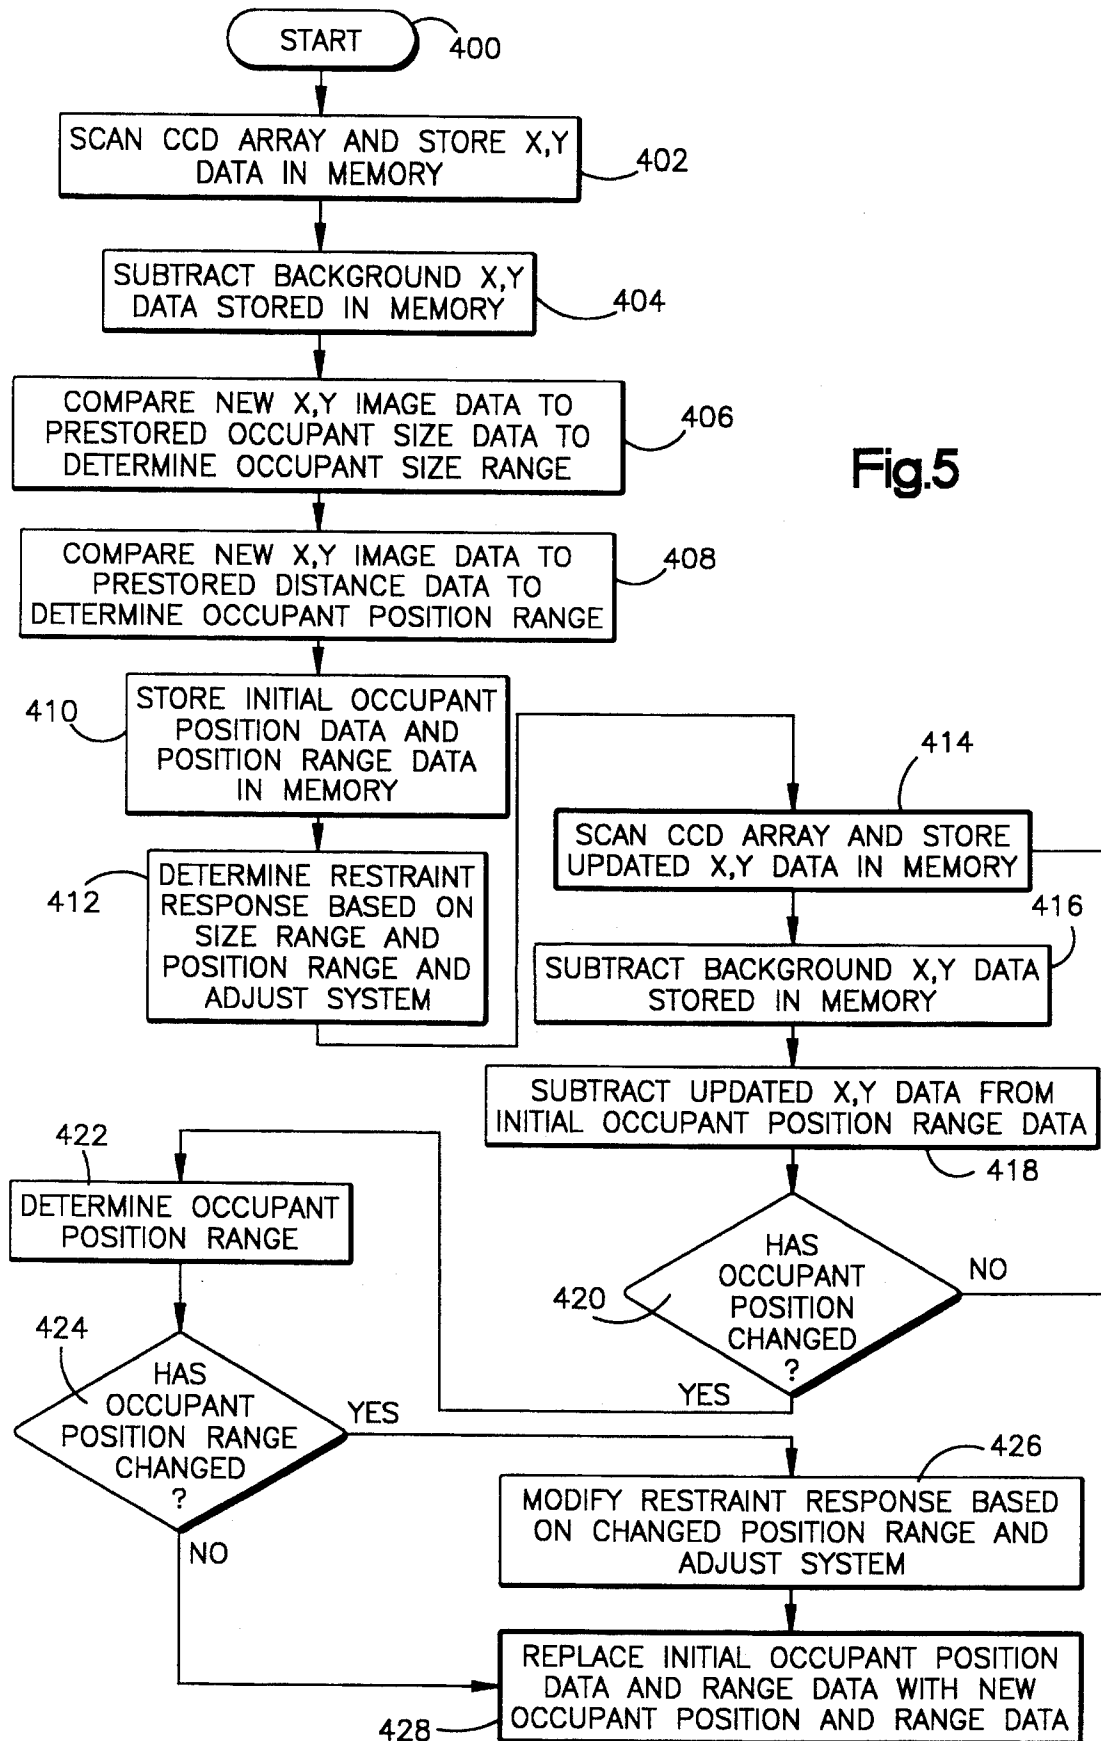 START
400
SCAN CCD ARRAY AND STORE X,Y
DATA IN MEMORY
402
SUBTRACT BACKGROUND X,Y
DATA STORED IN MEMORY
404
COMPARE NEW X,Y IMAGE DATA TO
PRESTORED OCCUPANT SIZE DATA TO
DETERMINE OCCUPANT SIZE RANGE
406
Fig.5
COMPARE NEW X,Y IMAGE DATA TO
PRESTORED DISTANCE DATA TO
DETERMINE OCCUPANT POSITION RANGE
408
410
STORE INITIAL OCCUPANT
POSITION DATA AND
POSITION RANGE DATA
IN MEMORY
412
DETERMINE RESTRAINT
RESPONSE BASED ON
SIZE RANGE AND
POSITION RANGE AND
ADJUST SYSTEM
414
SCAN CCD ARRAY AND STORE
UPDATED X,Y DATA IN MEMORY
416
SUBTRACT BACKGROUND X,Y DATA
STORED IN MEMORY
SUBTRACT UPDATED X,Y DATA FROM
INITIAL OCCUPANT POSITION RANGE DATA
418
420
HAS
OCCUPANT
POSITION
CHANGED
?
NO
YES
422
DETERMINE OCCUPANT
POSITION RANGE
424
HAS
OCCUPANT
POSITION RANGE
CHANGED
?
YES
NO
426
MODIFY RESTRAINT RESPONSE BASED
ON CHANGED POSITION RANGE AND
ADJUST SYSTEM
REPLACE INITIAL OCCUPANT POSITION
DATA AND RANGE DATA WITH NEW
OCCUPANT POSITION AND RANGE DATA
428